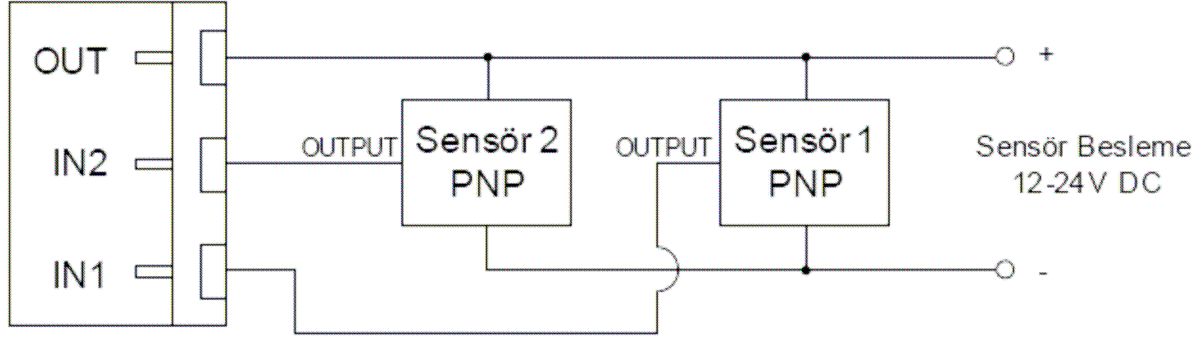 OUT
+
OUTPUT
Sensör 2
PNP
OUTPUT
Sensör 1
PNP
Sensör Besleme
12-24V DC
IN2
IN1
-